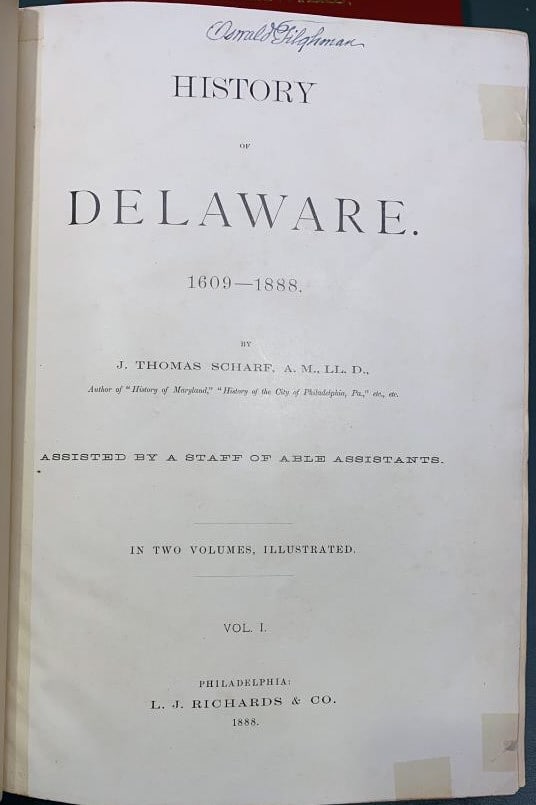 Oswald Tilghman
HISTORY
OF
DELAWARE.
1609—1888.
BY
J. THOMAS SCHARF, A. M., LL. D.,
Author of "History of Maryland," "History of the City of Philadelphia, Pa.," etc., etc.
ASSISTED BY A STAFF OF ABLE ASSISTANTS.
IN TWO VOLUMES, ILLUSTRATED.
VOL. I.
PHILADELPHIA:
L. J. RICHARDS & CO.
1888.